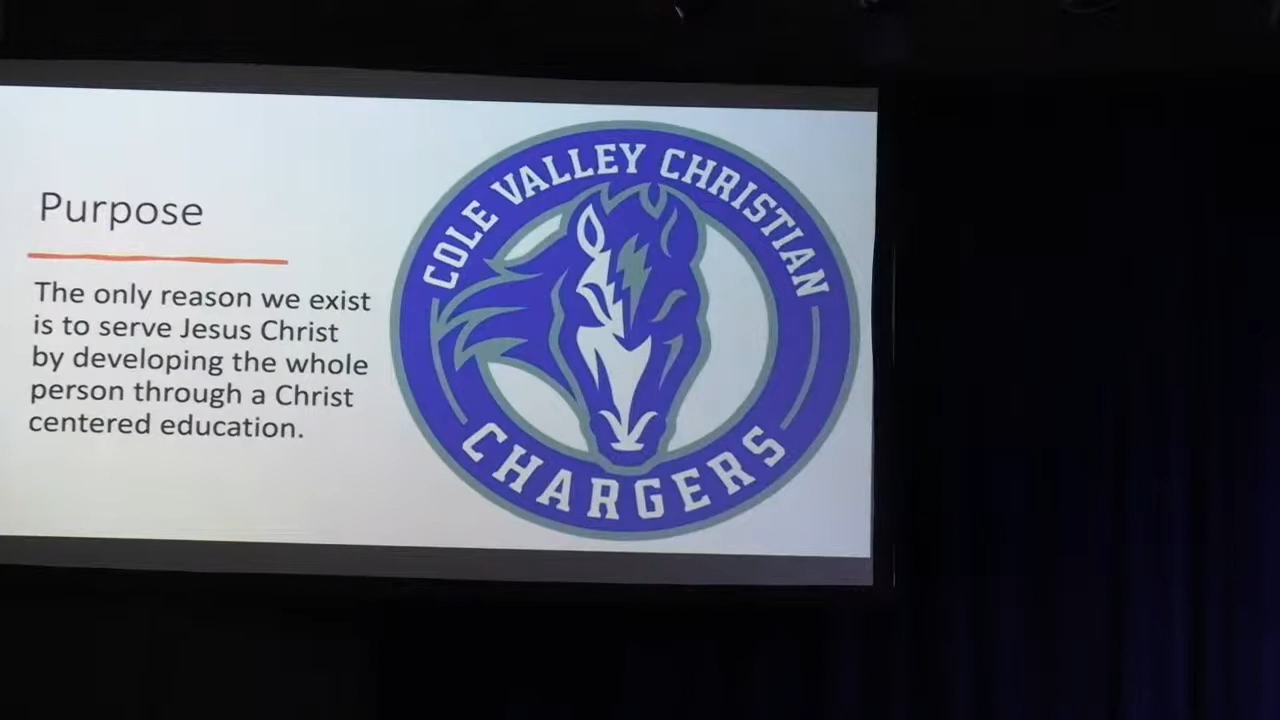 Purpose
The only reason we exist
is to serve Jesus Christ
by developing the whole
person through a Christ
centered education.
COLE VALLEY CHRISTIAN
CHARGERS